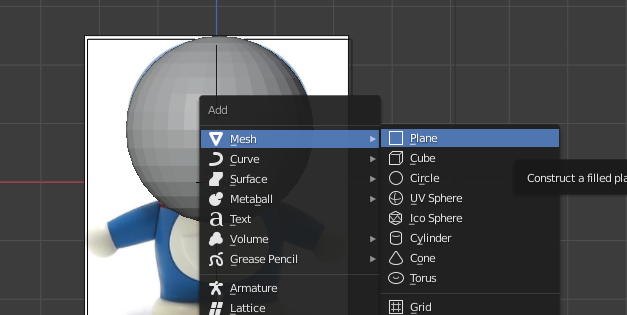 Add
Mesh
Curve
Surface
Metaball
Text
Volume
Grease Pencil
Armature
Lattice
Plane
Cube
Circle
UV Sphere
Ico Sphere
Cylinder
Cone
Torus
Grid
Construct a filled